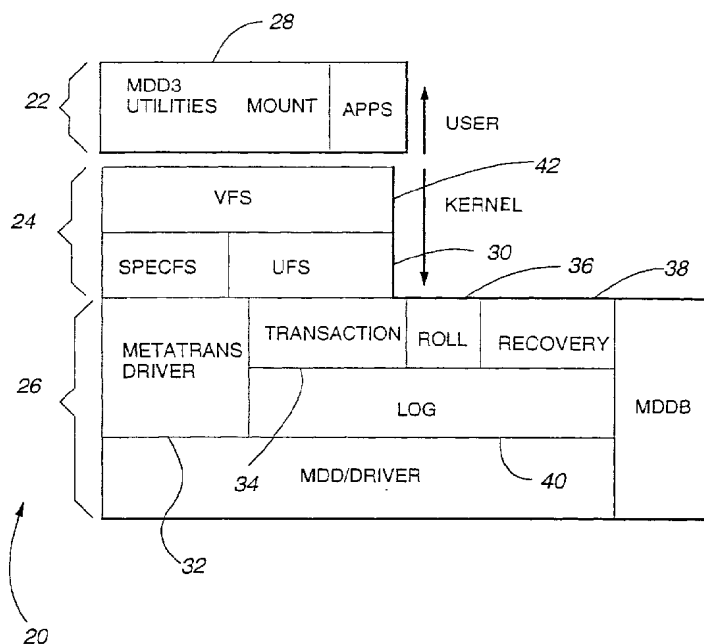 28
MDD3
UTILITIES MOUNT APPS
22
USER
42
VFS
KERNEL
24
30
SPECFS UFS
36
38
TRANSACTION ROLL RECOVERY
METATRANS
DRIVER
26
MDDB
LOG
34
MDD/DRIVER
40
32
20